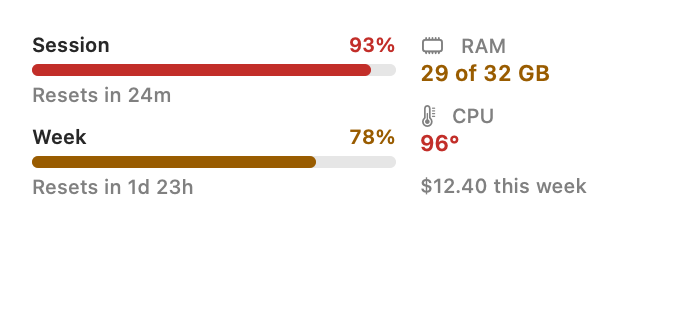 Session 93%
Resets in 24m
Week 78%
Resets in 1d 23h
RAM
29 of 32 GB
CPU
96°
$12.40 this week